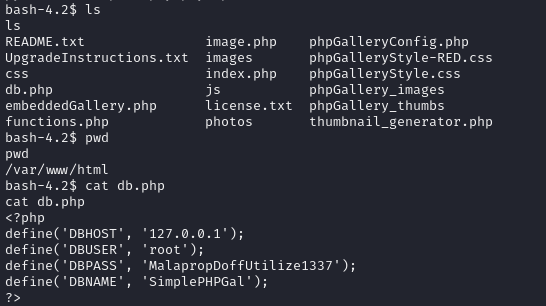 bash-4.2$ ls
ls
README.txt image.php phpGalleryConfig.php
UpgradeInstructions.txt images phpGalleryStyle-RED.css
css index.php phpGalleryStyle.css
db.php js phpGallery_images
embeddedGallery.php license.txt phpGallery_thumbs
functions.php photos thumbnail_generator.php
bash-4.2$ pwd
pwd
/var/www/html
bash-4.2$ cat db.php
cat db.php
<?php
define('DBHOST', '127.0.0.1');
define('DBUSER', 'root');
define('DBPASS', 'MalapropDoffUtilize1337');
define('DBNAME', 'SimplePHPGal');
?>